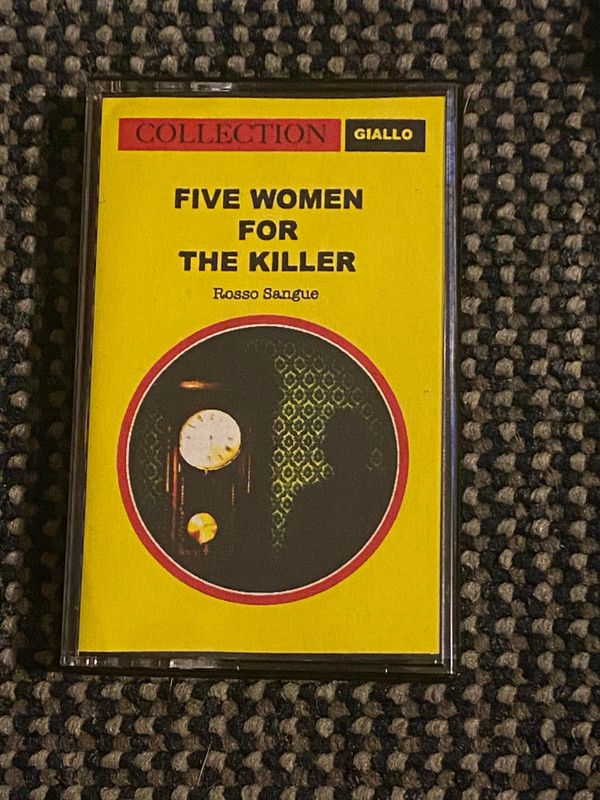 COLLECTION GIALLO
FIVE WOMEN
FOR
THE KILLER
Rosso Sangue